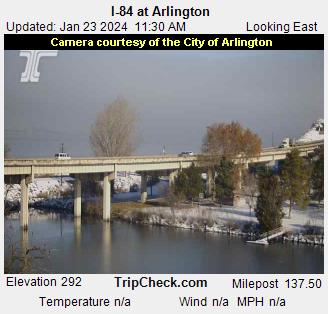 I-84 at Arlington
Updated: Jan 23 2024 11:30 AM Looking East
Camera courtesy of the City of Arlington
Elevation 292 TripCheck.com Milepost 137.50
Temperature n/a Wind n/a MPH n/a